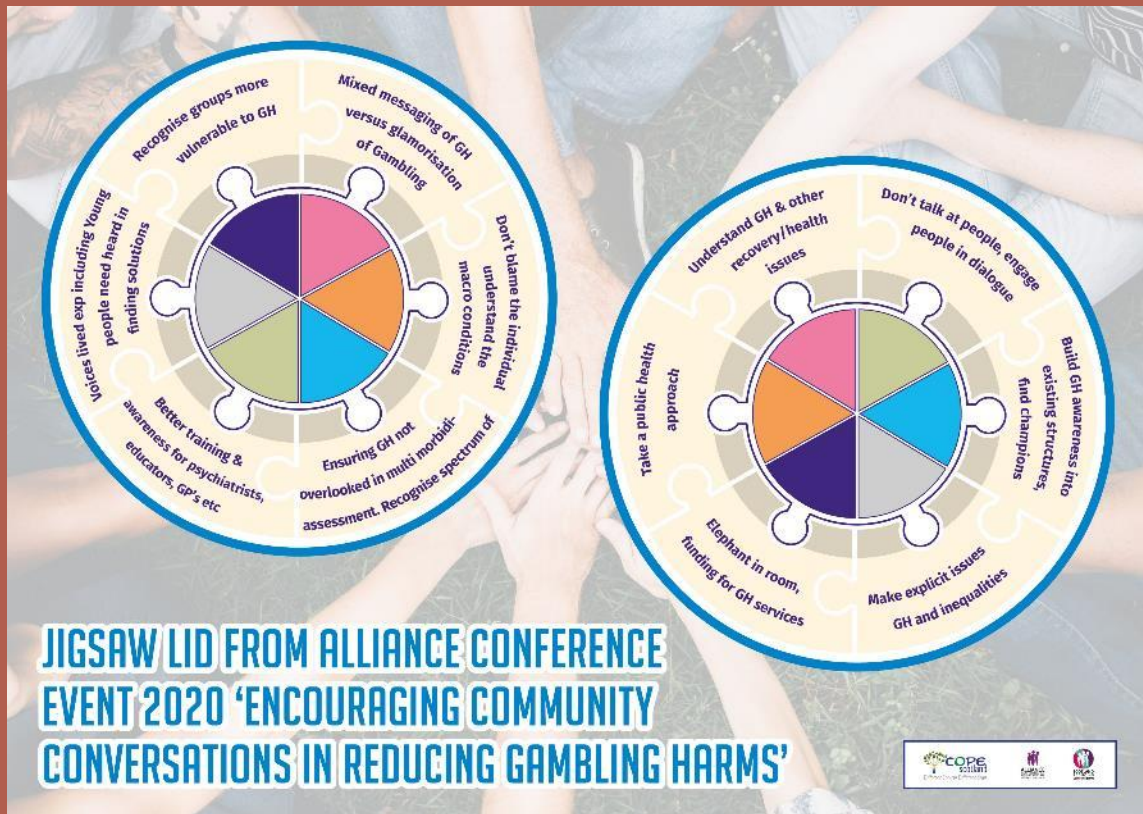 Recognise groups more
vulnerable to GH
Mixed messaging of GH
versus glamorisation
of Gambling
Don't blame the individual
understand the
macro conditions
Ensuring GH not
overlooked in multi morbidi-
assessment. Recognise spectrum of
Better training &
awareness for psychiatrists,
educators, GP's etc
Voices lived exp including Young
people need heard in
finding solutions
Understand GH & other
recovery/health
issues
Don't talk at people, engage
people in dialogue
Build GH awareness into
existing structures,
find champions
Make explicit issues
GH and inequalities
Elephant in room,
funding for GH services
Take a public health
approach
JIGSAW LID FROM ALLIANCE CONFERENCE
EVENT 2020 ‘ENCOURAGING COMMUNITY
CONVERSATIONS IN REDUCING GAMBLING HARMS’
COPE
Scotland
ALLIANCE